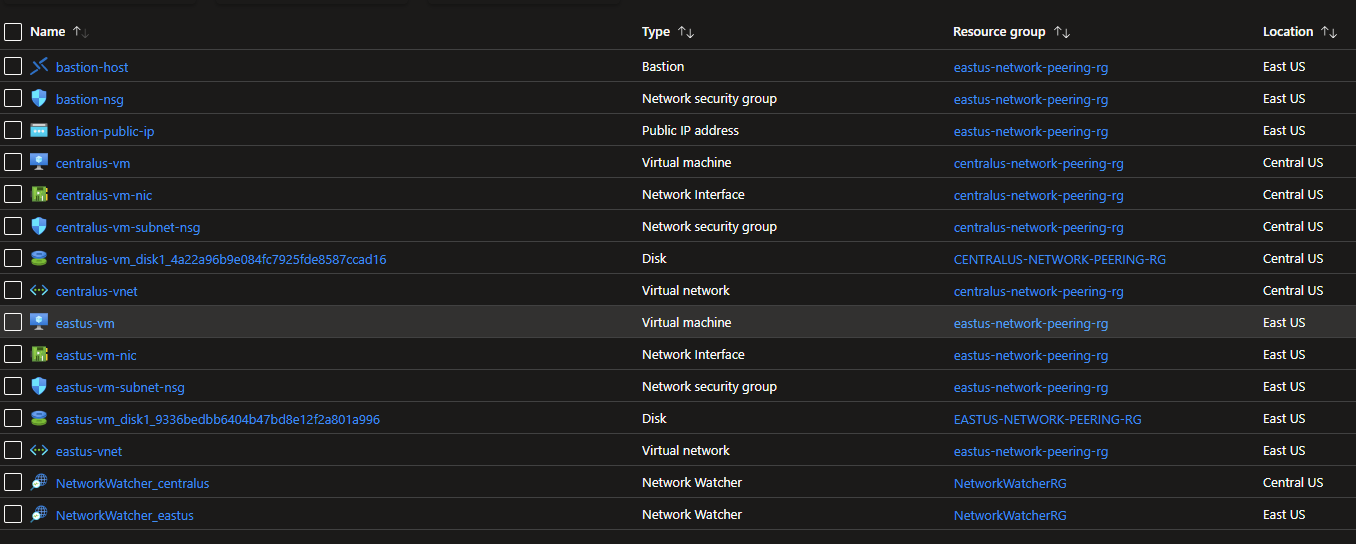 Name Type Resource group Location
bastion-host Bastion eastus-network-peering-rg East US
bastion-nsg Network security group eastus-network-peering-rg East US
bastion-public-ip Public IP address eastus-network-peering-rg East US
centralus-vm Virtual machine centralus-network-peering-rg Central US
centralus-vm-nic Network Interface centralus-network-peering-rg Central US
centralus-vm-subnet-nsg Network security group centralus-network-peering-rg Central US
centralus-vm_disk1_4a22a96b9e084fc7925fde8587ccad16 Disk CENTRALUS-NETWORK-PEERING-RG Central US
centralus-vnet Virtual network centralus-network-peering-rg Central US
eastus-vm Virtual machine eastus-network-peering-rg East US
eastus-vm-nic Network Interface eastus-network-peering-rg East US
eastus-vm-subnet-nsg Network security group eastus-network-peering-rg East US
eastus-vm_disk1_9336bedbb6404b47bd8e12f2a801a996 Disk EASTUS-NETWORK-PEERING-RG East US
eastus-vnet Virtual network eastus-network-peering-rg East US
NetworkWatcher_centralus Network Watcher NetworkWatcherRG Central US
NetworkWatcher_eastus Network Watcher NetworkWatcherRG East US